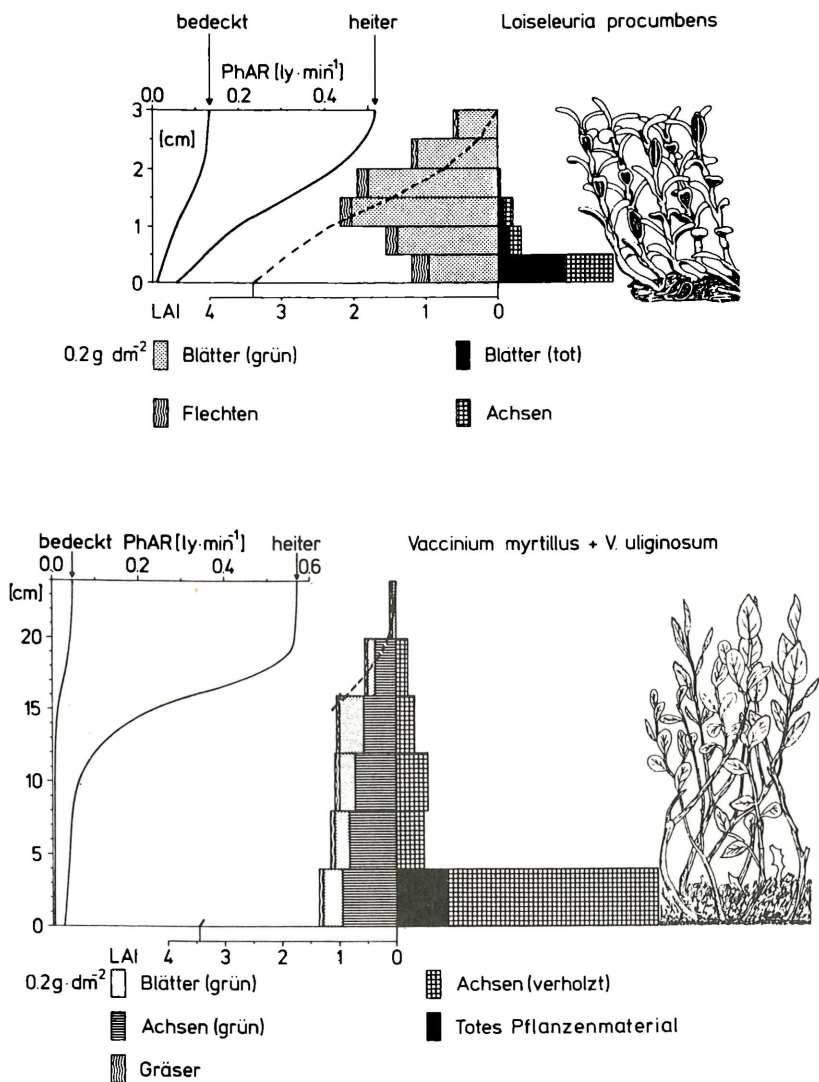 bedeckt heiter Loiseleuria procumbens
PhAR [ly·min⁻¹]
0.0 0.2 0.4
3
[cm]
2
1
0
LAI 4 3 2 1 0
0.2 g dm⁻² Blätter (grün) Blätter (tot)
Flechten Achsen
bedeckt PhAR [ly·min⁻¹] heiter Vaccinium myrtillus + V. uliginosum
0.0 0.2 0.4 0.6
[cm]
20
15
10
5
0
LAI 4 3 2 1 0
0.2 g·dm⁻² Blätter (grün) Achsen (verholzt)
Achsen (grün) Totes Pflanzenmaterial
Gräser